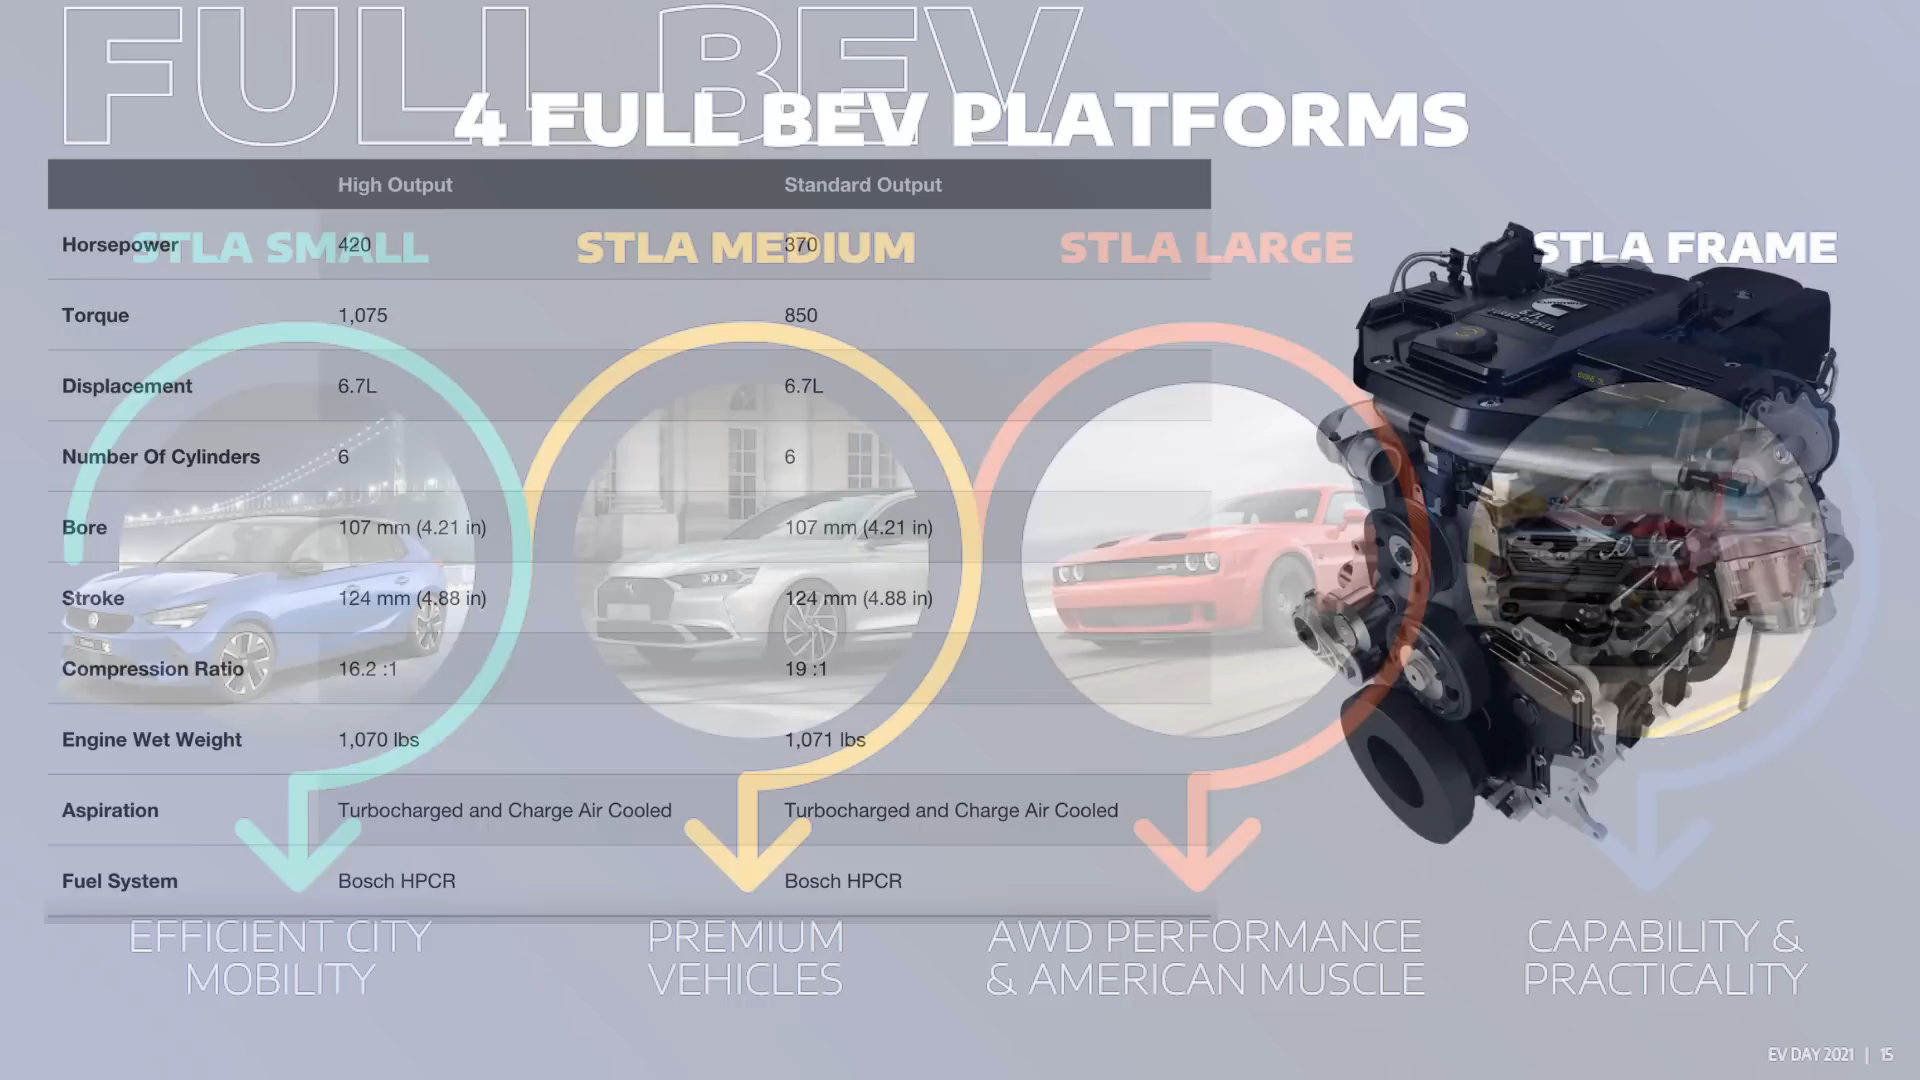 FULL BEV
4 FULL BEV PLATFORMS
High Output Standard Output
STLA SMALL STLA MEDIUM STLA LARGE STLA FRAME
Horsepower 420 370
Torque 1,075 850
Displacement 6.7L 6.7L
Number Of Cylinders 6 6
Bore 107 mm (4.21 in) 107 mm (4.21 in)
Stroke 124 mm (4.88 in) 124 mm (4.88 in)
Compression Ratio 16.2 :1 19 :1
Engine Wet Weight 1,070 lbs 1,071 lbs
Aspiration Turbocharged and Charge Air Cooled Turbocharged and Charge Air Cooled
Fuel System Bosch HPCR Bosch HPCR
6.7L
TURBO DIESEL
EFFICIENT CITY
MOBILITY
PREMIUM
VEHICLES
AWD PERFORMANCE
& AMERICAN MUSCLE
CAPABILITY &
PRACTICALITY
EV DAY 2021 | 15